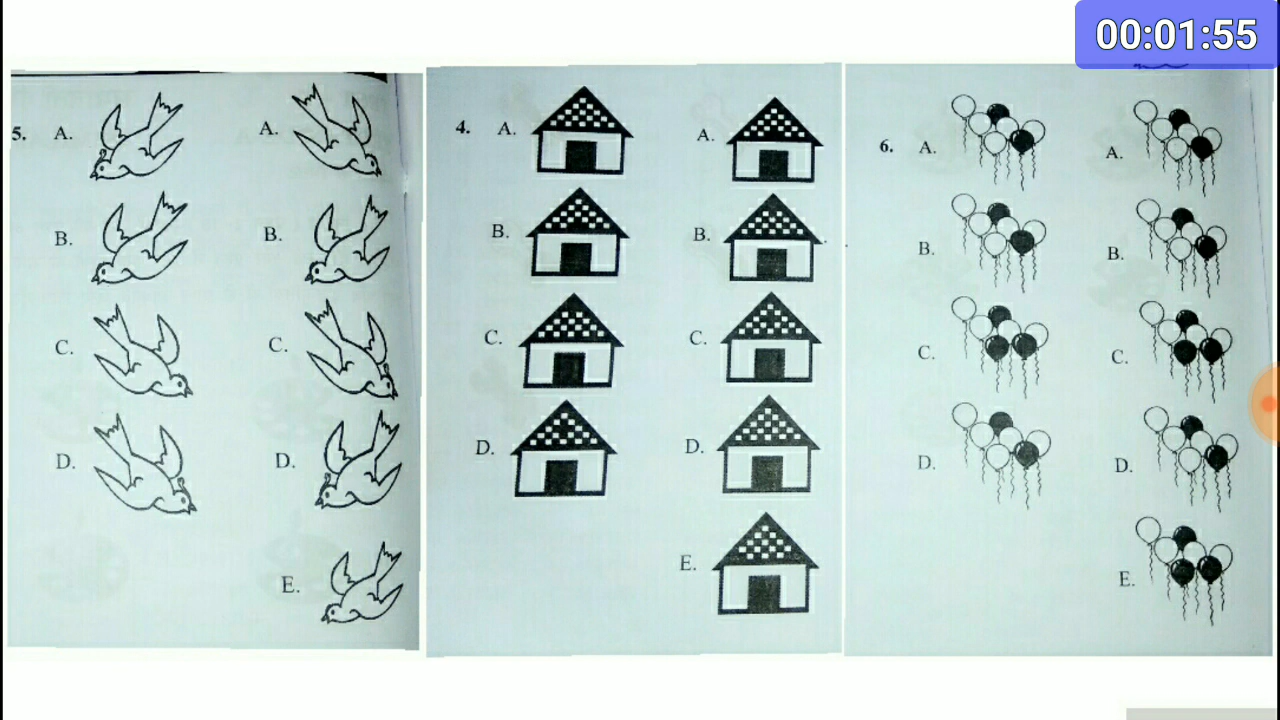 00:01:55
5. A. A.
B. B.
C. C.
D. D.
E.
4. A. A.
B. B.
C. C.
D. D.
E.
6. A. A.
B. B.
C. C.
D. D.
E.